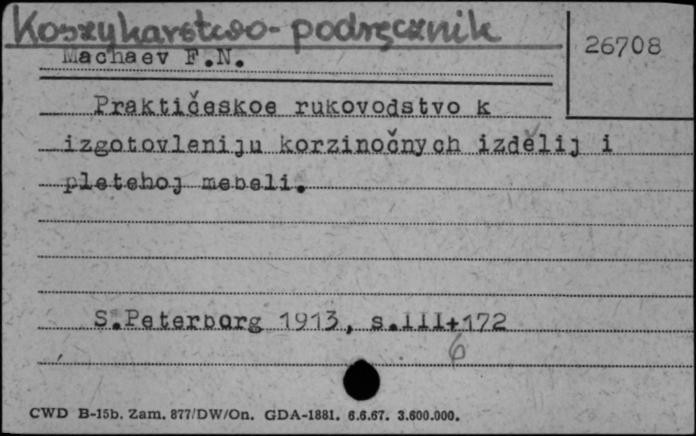 Koszykarstwo - podręcznik
26708
Machaev F.N.
Praktičeskoe rukovodstvo k
izgotovleniju korzinočnych izdělij i
pletenoj mebeli.
S.Peterborg 1913, s.III+172
6
CWD B-15b. Zam. 877/DW/On. GDA-1881. 6.6.67. 3.600.000.